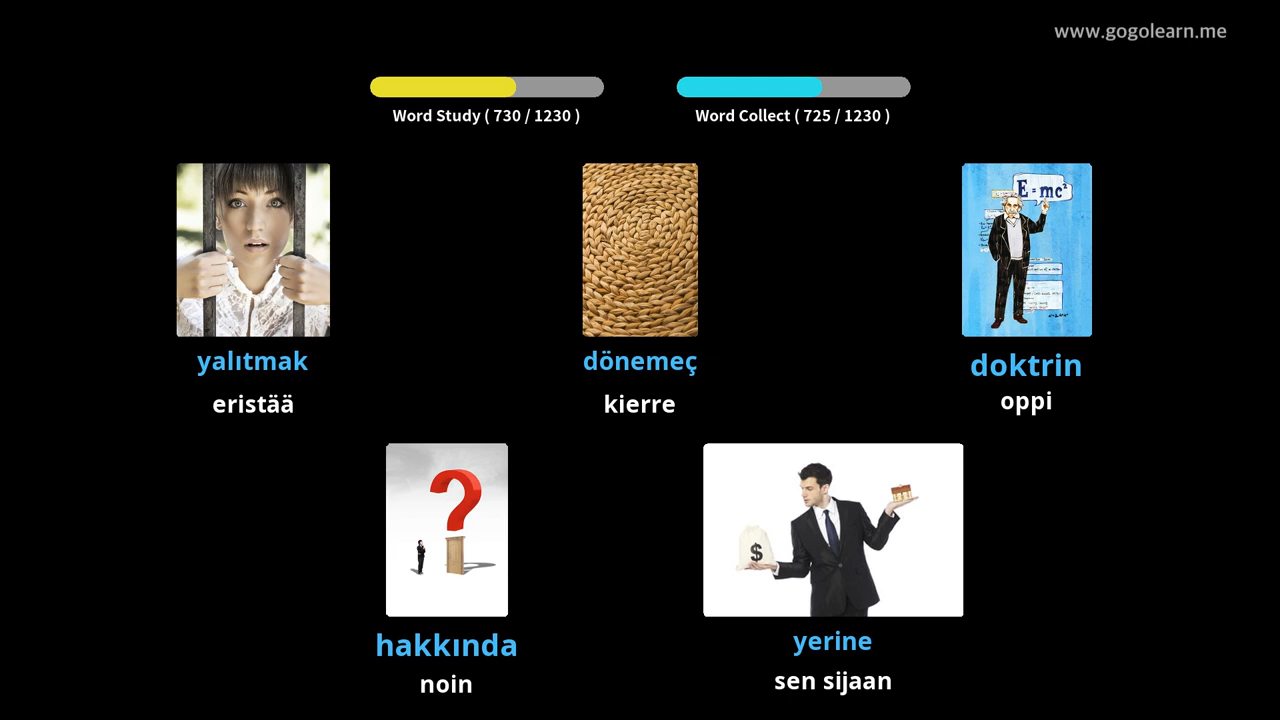 www.gogolearn.me
Word Study ( 730 / 1230 )
Word Collect ( 725 / 1230 )
E=mc²
yalıtmak
eristää
dönemeç
kierre
doktrin
oppi
$
hakkında
noin
yerine
sen sijaan